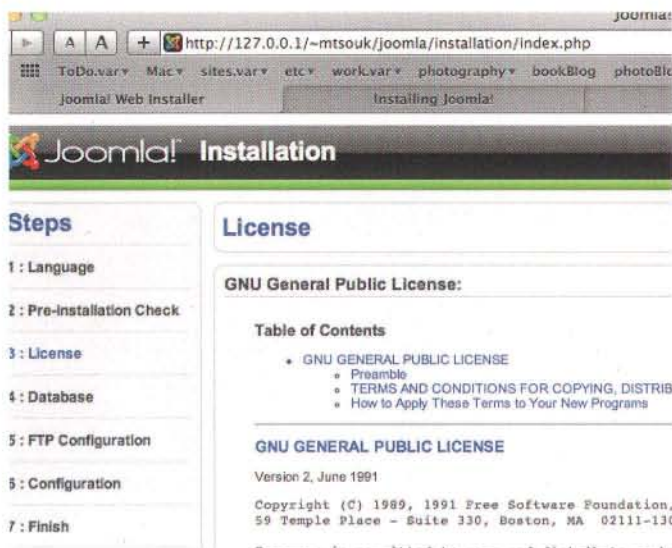 Joomla!
A A + http://127.0.0.1/~mtsouk/joomla/installation/index.php
ToDo.var Mac sites.var etc work.var photography bookBlog
Joomla! Web Installer Installing Joomla!
Joomla! Installation
Steps
1 : Language
2 : Pre-Installation Check
3 : License
4 : Database
5 : FTP Configuration
6 : Configuration
7 : Finish
License
GNU General Public License:
Table of Contents
GNU GENERAL PUBLIC LICENSE
Preamble
TERMS AND CONDITIONS FOR COPYING,
How to Apply These Terms to Your New Programs
GNU GENERAL PUBLIC LICENSE
Version 2, June 1991
Copyright (C) 1989, 1991 Free Software Foundation,
59 Temple Place - Suite 330, Boston, MA